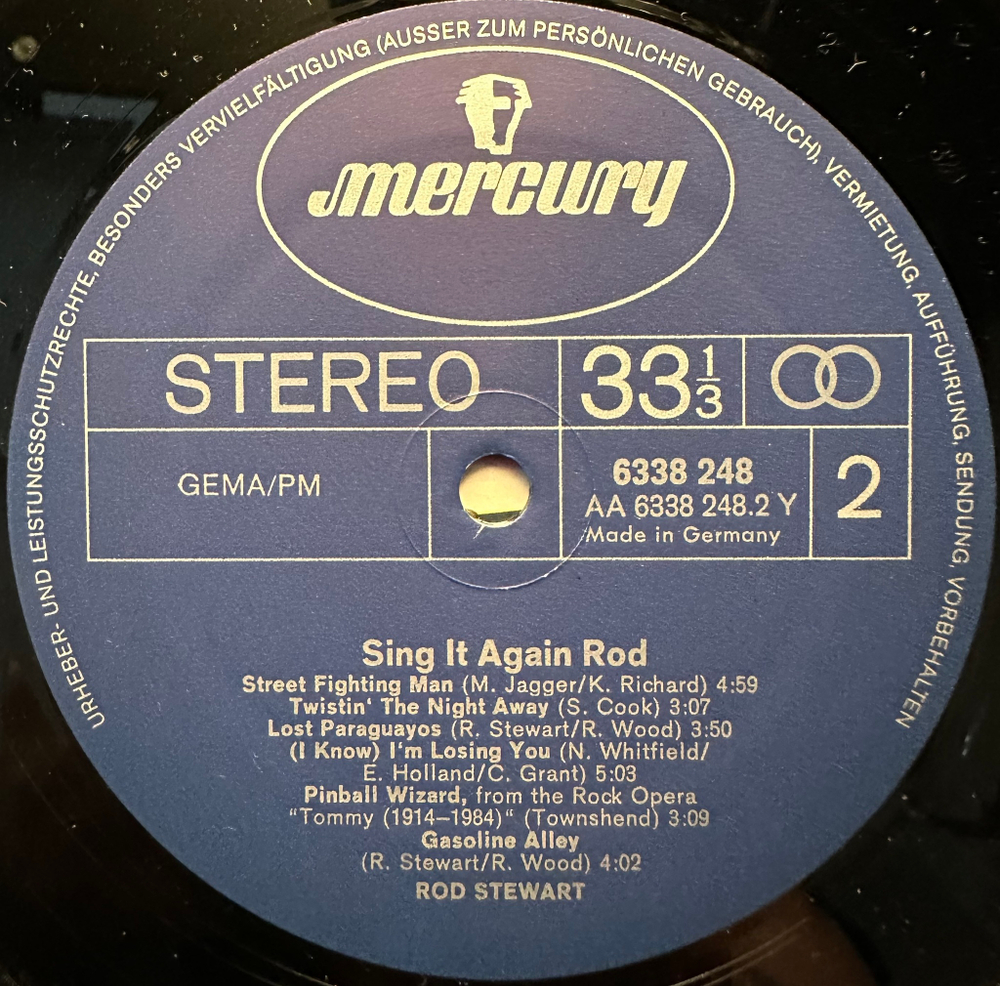 URHEBER- UND LEISTUNGSSCHUTZRECHTE, BESONDERS VERVIELFÄLTIGUNG (AUSSER ZUM PERSÖNLICHEN GEBRAUCH), VERMIETUNG, AUFFÜHRUNG, SENDUNG, VORBEHALTEN
mercury
STEREO 33 1/3
GEMA/PM
6338 248
AA 6338 248.2 Y
Made in Germany
2
Sing It Again Rod
Street Fighting Man (M. Jagger/K. Richard) 4:59
Twistin' The Night Away (S. Cook) 3:07
Lost Paraguayos (R. Stewart/R. Wood) 3:50
(I Know) I'm Losing You (N. Whitfield/
E. Holland/C. Grant) 5:03
Pinball Wizard, from the Rock Opera
"Tommy (1914–1984)“ (Townshend) 3:09
Gasoline Alley
(R. Stewart/R. Wood) 4:02
ROD STEWART